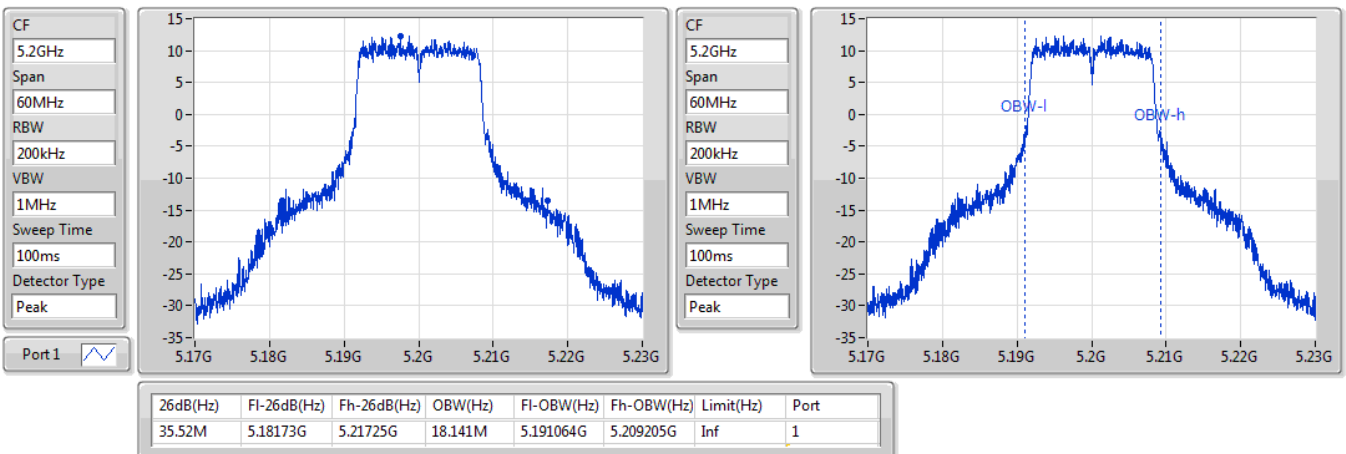 CF
5.2GHz
Span
60MHz
RBW
200kHz
VBW
1MHz
Sweep Time
100ms
Detector Type
Peak
Port 1
15
10
5
0
-5
-10
-15
-20
-25
-30
-35
5.17G 5.18G 5.19G 5.2G 5.21G 5.22G 5.23G
CF
5.2GHz
Span
60MHz
RBW
200kHz
VBW
1MHz
Sweep Time
100ms
Detector Type
Peak
15
10
5
0
-5
-10
-15
-20
-25
-30
-35
OBW-l
OBW-h
5.17G 5.18G 5.19G 5.2G 5.21G 5.22G 5.23G
26dB(Hz) Fl-26dB(Hz) Fh-26dB(Hz) OBW(Hz) Fl-OBW(Hz) Fh-OBW(Hz) Limit(Hz) Port
35.52M 5.18173G 5.21725G 18.141M 5.191064G 5.209205G Inf 1